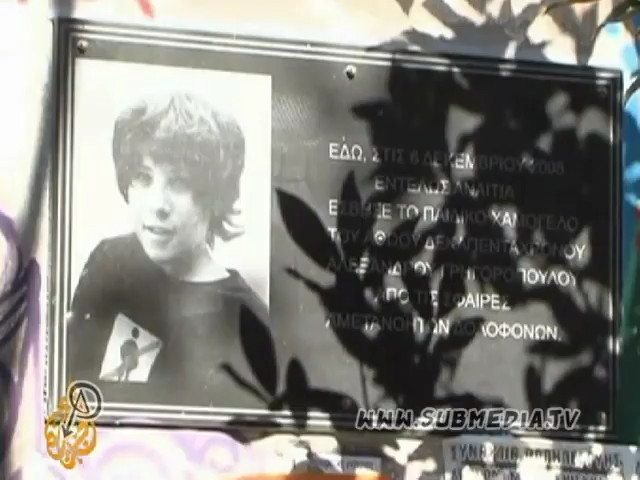 ΕΔΩ, ΣΤΙΣ 6 ΔΕΚΕΜΒΡΙΟΥ 2008
ΕΝΤΕΛΩΣ ΑΝΑΙΤΙΑ
ΕΣΒΗΣΕ ΤΟ ΠΑΙΔΙΚΟ ΧΑΜΟΓΕΛΟ
ΤΟΥ ΑΘΩΟΥ ΔΕΚΑΠΕΝΤΑΧΡΟΝΟΥ
ΑΛΕΞΑΝΔΡΟΥ ΓΡΗΓΟΡΟΠΟΥΛΟΥ
ΑΠΟ ΤΙΣ ΣΦΑΙΡΕΣ
ΑΜΕΤΑΝΟΗΤΩΝ ΔΟΛΟΦΟΝΩΝ.
WWW.SUBMEDIA.TV